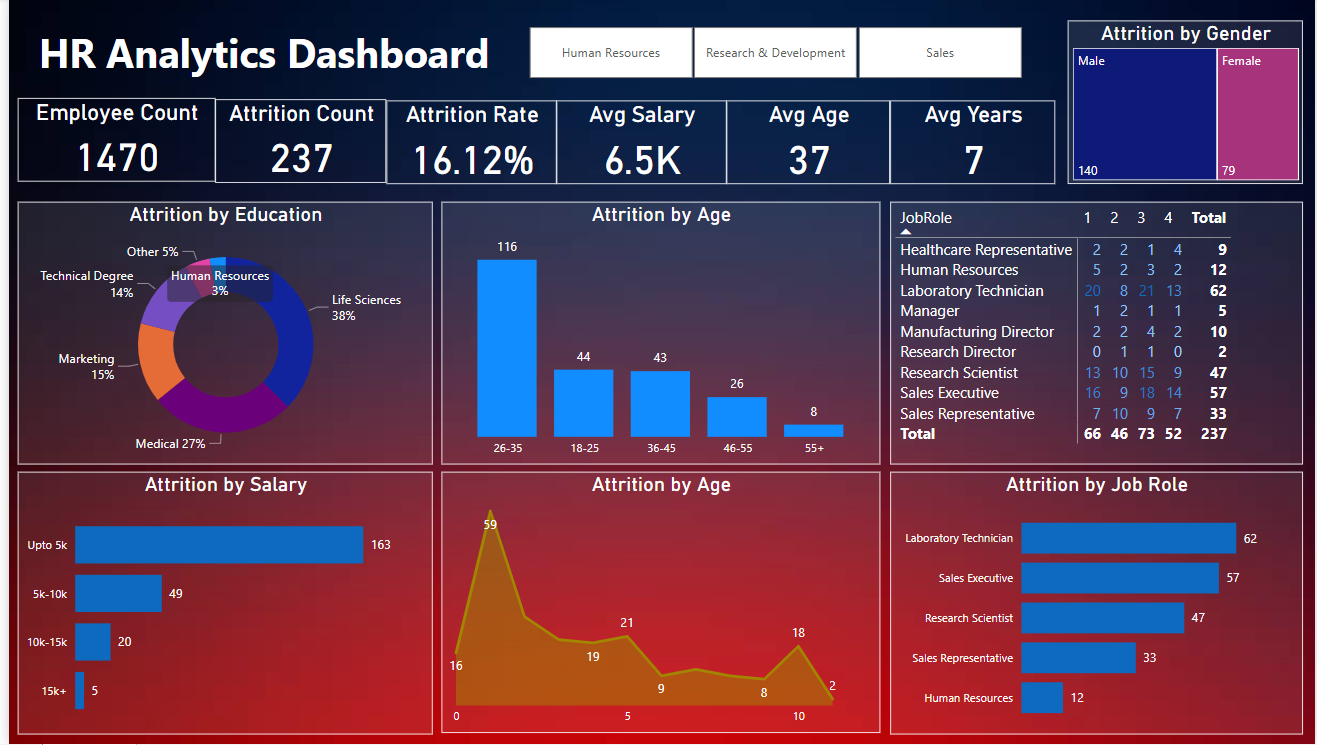 HR Analytics Dashboard
Human Resources
Research & Development
Sales
Attrition by Gender
Male
Female
140
79
Employee Count
1470
Attrition Count
237
Attrition Rate
16.12%
Avg Salary
6.5K
Avg Age
37
Avg Years
7
Attrition by Education
Other 5%
Human Resources
3%
Technical Degree
14%
Life Sciences
38%
Marketing
15%
Medical 27%
Attrition by Age
116
44
43
26
8
26-35 18-25 36-45 46-55 55+
JobRole 1 2 3 4 Total
Healthcare Representative 2 2 1 4 9
Human Resources 5 2 3 2 12
Laboratory Technician 20 8 21 13 62
Manager 1 2 1 1 5
Manufacturing Director 2 2 4 2 10
Research Director 0 1 1 0 2
Research Scientist 13 10 15 9 47
Sales Executive 16 9 18 14 57
Sales Representative 7 10 9 7 33
Total 66 46 73 52 237
Attrition by Salary
Upto 5k 163
5k-10k 49
10k-15k 20
15k+ 5
Attrition by Age
59
16
19
21
9
8
18
2
0 5 10
Attrition by Job Role
Laboratory Technician 62
Sales Executive 57
Research Scientist 47
Sales Representative 33
Human Resources 12